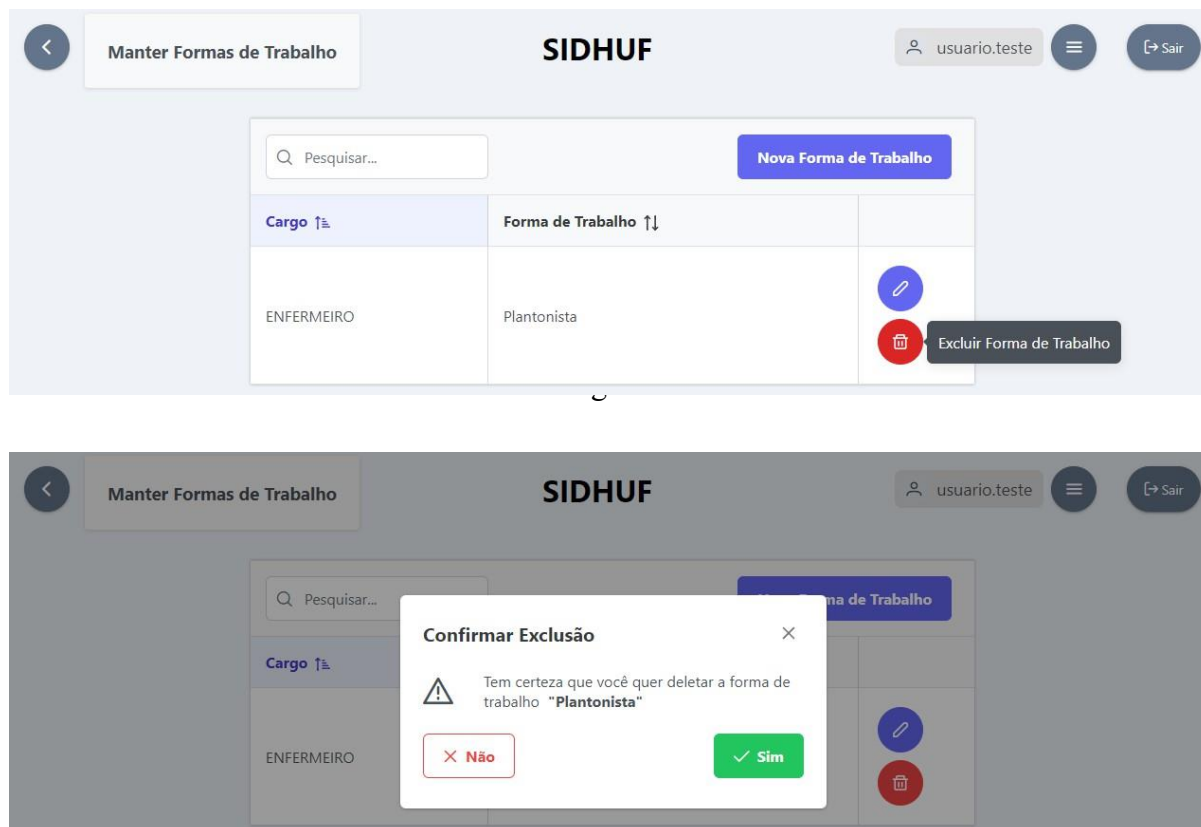 Manter Formas de Trabalho
SIDHUF
usuario.teste
Sair
Pesquisar...
Nova Forma de Trabalho
Cargo
Forma de Trabalho
ENFERMEIRO
Plantonista
Excluir Forma de Trabalho
Manter Formas de Trabalho
SIDHUF
usuario.teste
Sair
Pesquisar...
de Trabalho
Cargo
Confirmar Exclusão
Tem certeza que você quer deletar a forma de
trabalho "Plantonista"
ENFERMEIRO
Não
Sim